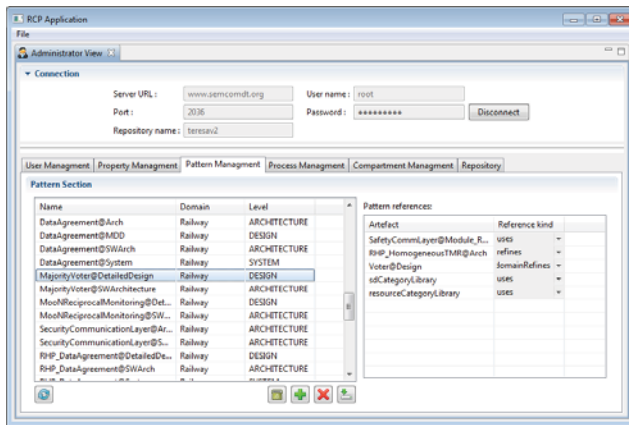 RCP Application
File
Administrator View
Connection
Server URL : www.semcomdt.org User name : root
Port : 2036 Password : ●●●●●●●●● Disconnect
Repository name : teresav2
User Managment Property Managment Pattern Managment Process Managment Compartment Managment Repository
Pattern Section
Name Domain Level
DataAgreement@Arch Railway ARCHITECTURE
DataAgreement@MDD Railway DESIGN
DataAgreement@SWArch Railway ARCHITECTURE
DataAgreement@System Railway SYSTEM
MajorityVoter@DetailedDesign Railway DESIGN
MajorityVoter@SWArchitecture Railway ARCHITECTURE
MooNReciprocalMonitoring@Det... Railway DESIGN
MooNReciprocalMonitoring@SW... Railway ARCHITECTURE
SecurityCommunicationLayer@Ar... Railway ARCHITECTURE
SecurityCommunicationLayer@S... Railway ARCHITECTURE
RHP_DataAgreement@DetailedDe... Railway DESIGN
RHP_DataAgreement@SWArch Railway ARCHITECTURE
Pattern references:
Artefact Reference kind
SafetyCommLayer@Module_R... uses
RHP_HomogeneousTMR@Arch refines
Voter@Design domainRefines
sdCategoryLibrary uses
resourceCategoryLibrary uses